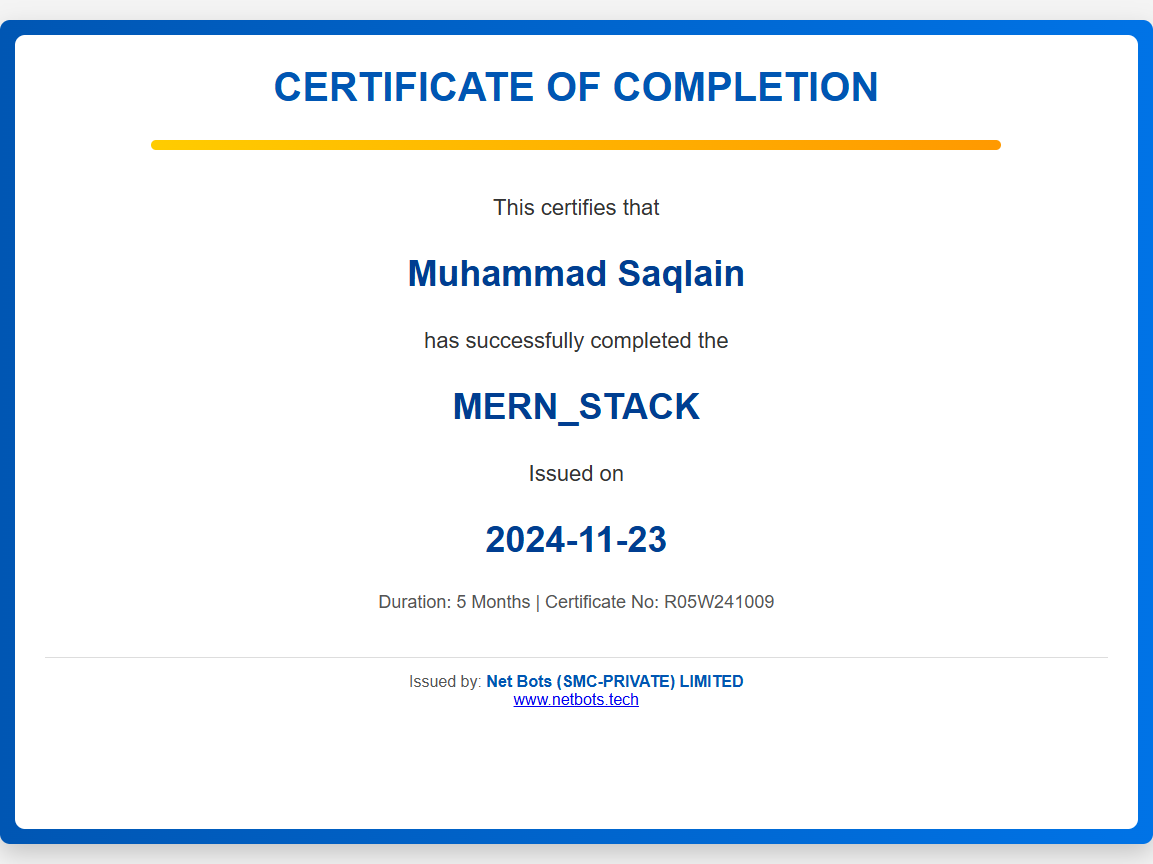 CERTIFICATE OF COMPLETION
This certifies that
Muhammad Saqlain
has successfully completed the
MERN_STACK
Issued on
2024-11-23
Duration: 5 Months | Certificate No: R05W241009
Issued by: Net Bots (SMC-PRIVATE) LIMITED
www.netbots.tech